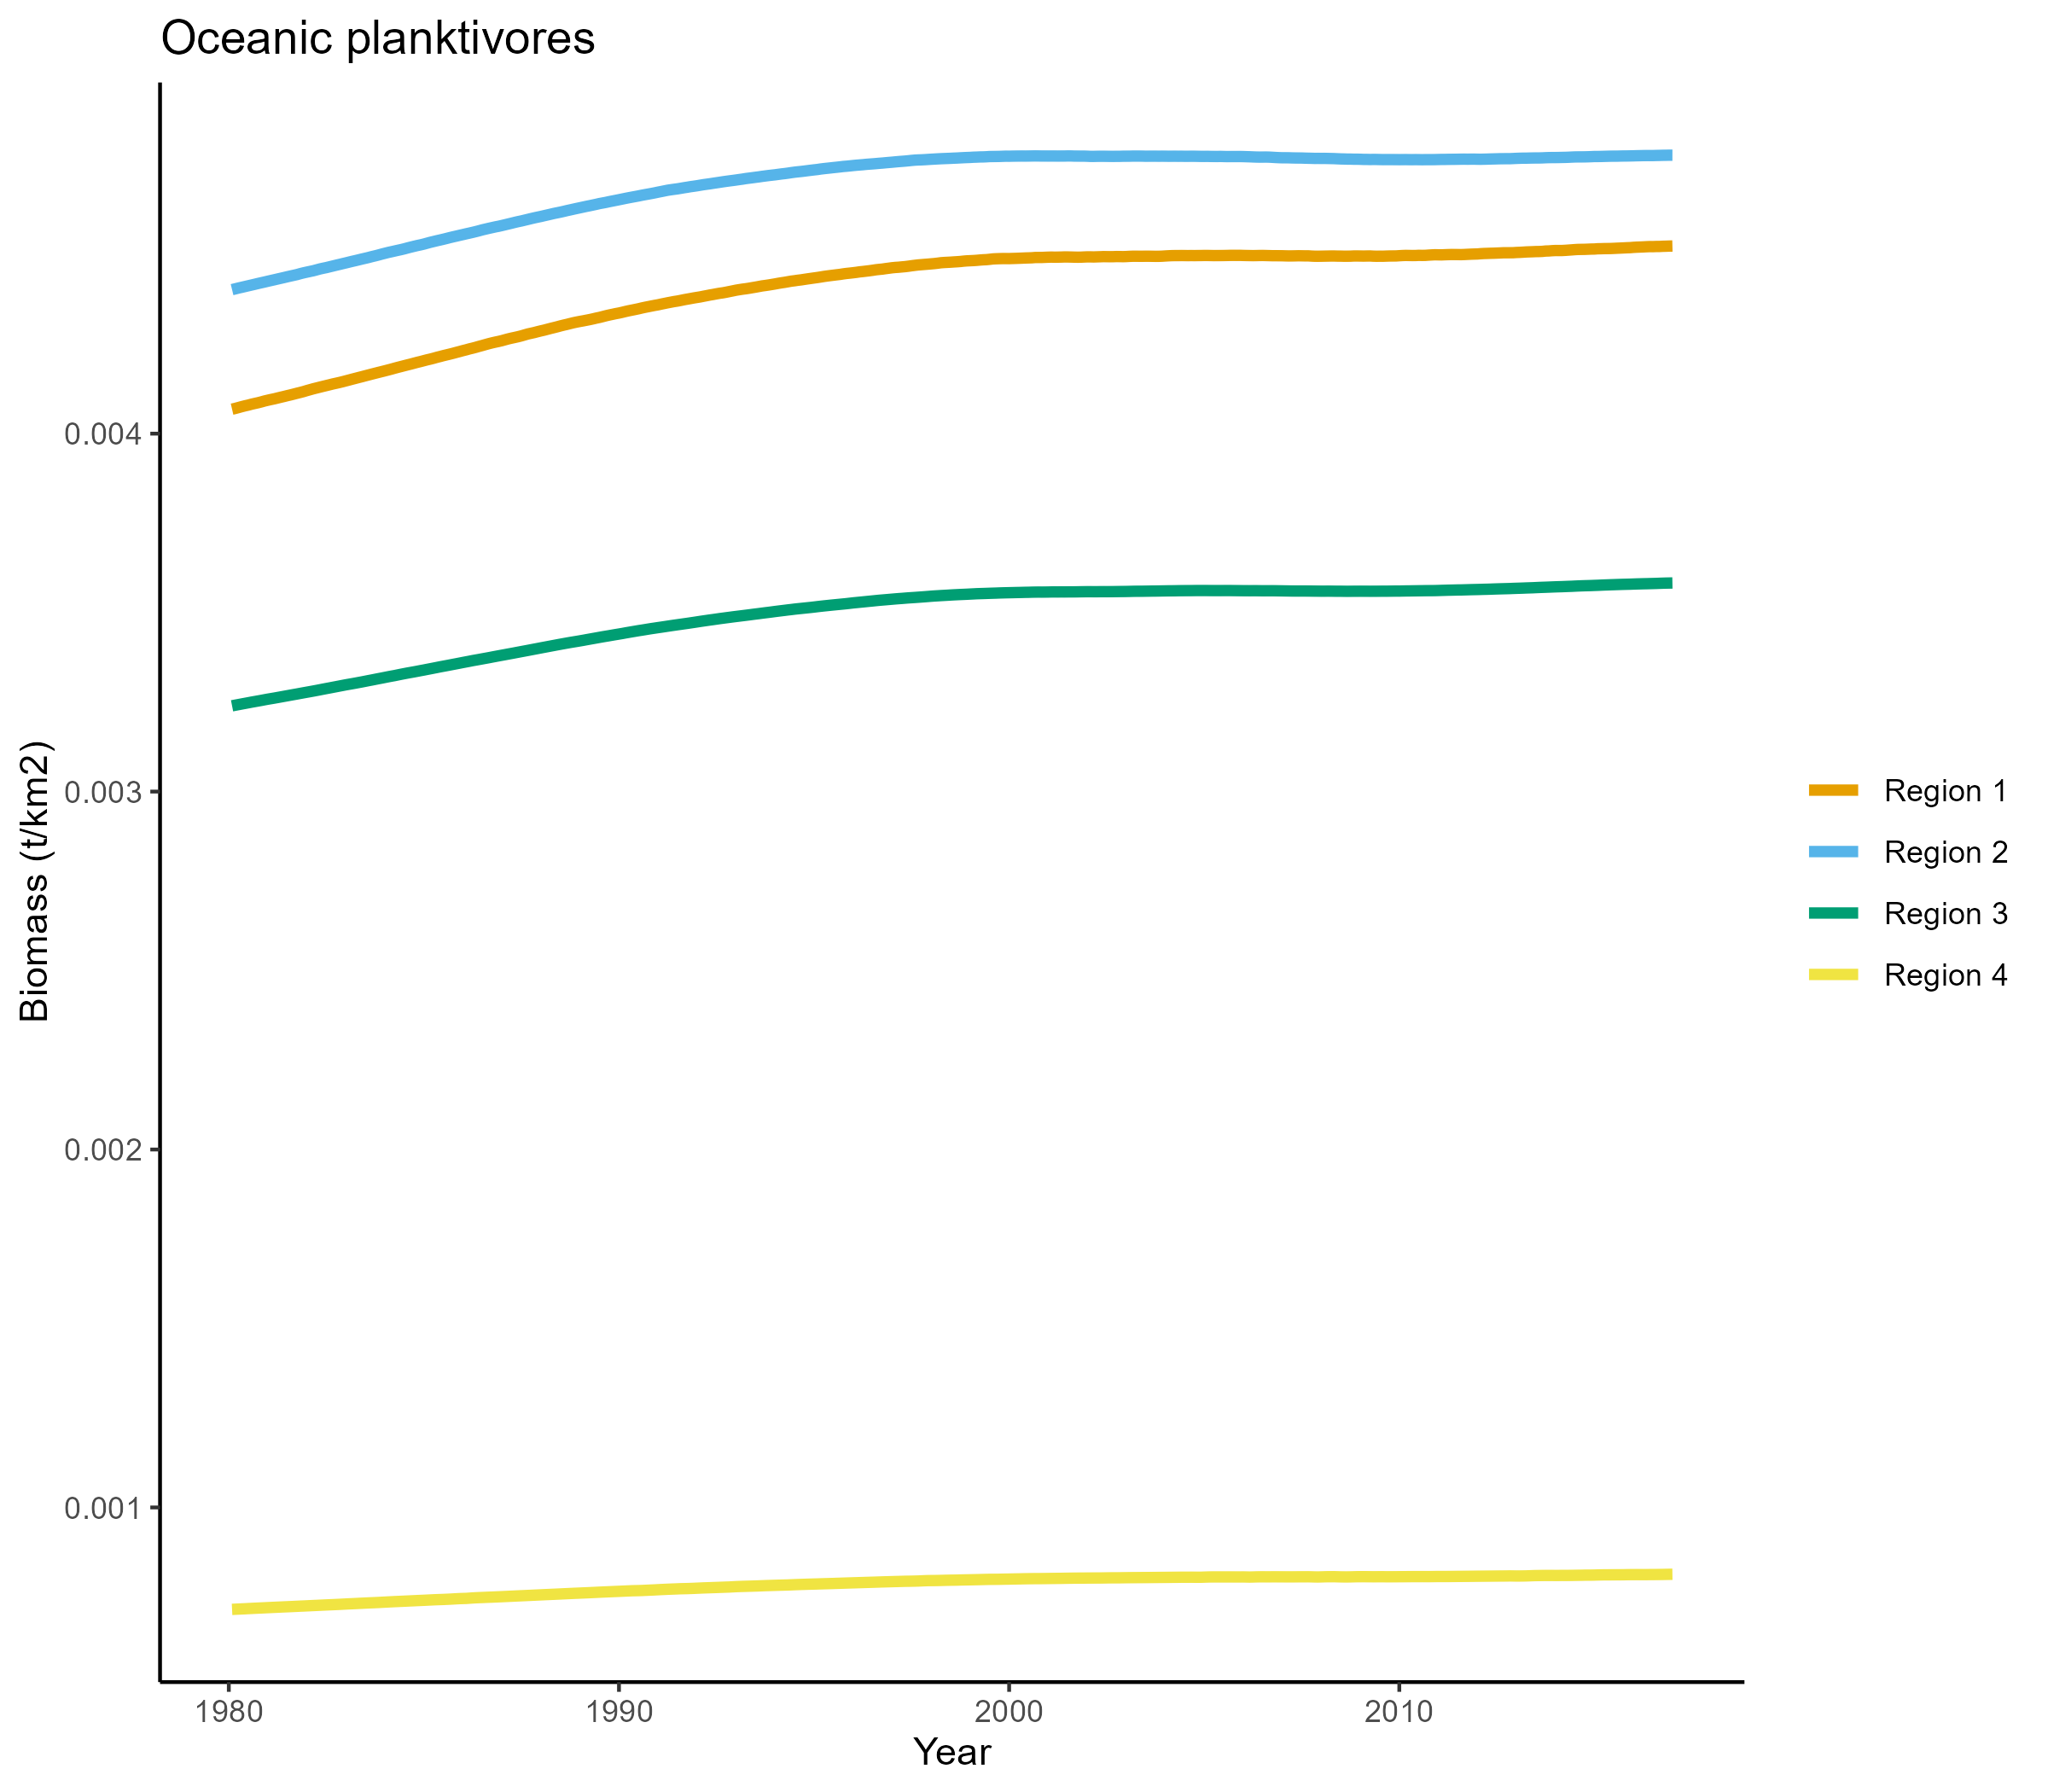 Oceanic planktivores
Biomass (t/km2)
0.004
0.003
0.002
0.001
1980
1990
2000
2010
Year
Region 1
Region 2
Region 3
Region 4